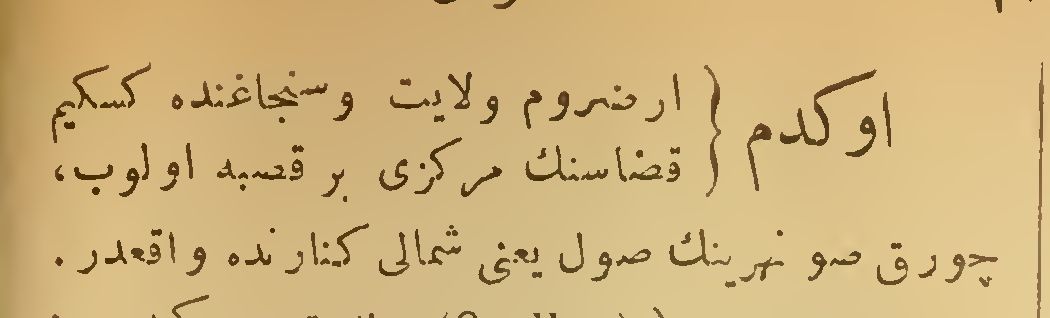 اوكدم { ارضروم ولايت وسنجاغنده كسكيم
قضاسنك مركزى بر قصبه اولوب،
چورق صو نهرينك صول يعنى شمالى كنارنده واقعدر.